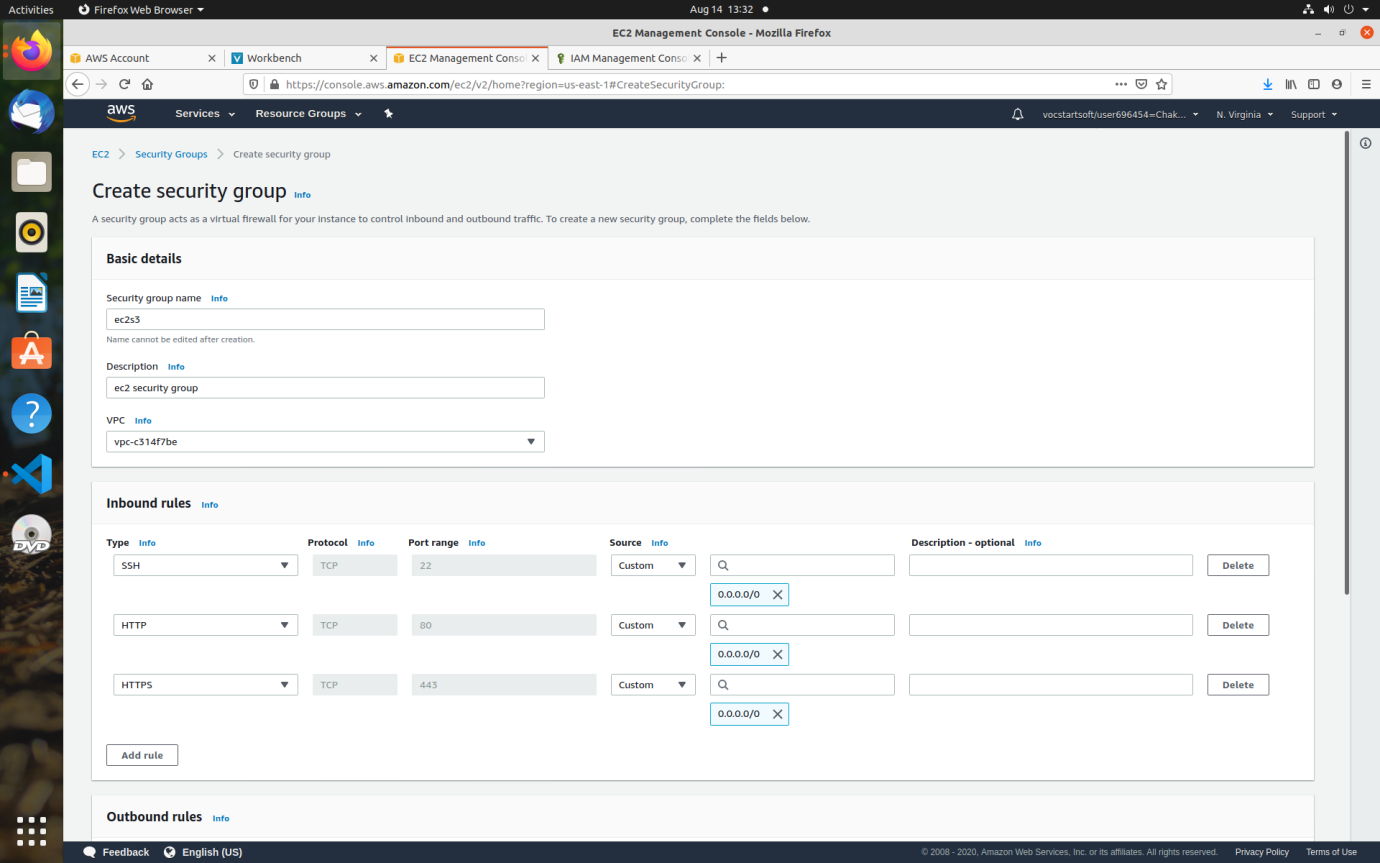 Activities Firefox Web Browser Aug 14 13:32
EC2 Management Console - Mozilla Firefox
AWS Account Workbench EC2 Management Conso IAM Management Conso
https://console.aws.amazon.com/ec2/v2/home?region=us-east-1#CreateSecurityGroup:
aws Services Resource Groups vocstartsoft/user696454=Chak... N. Virginia Support
EC2 Security Groups Create security group
Create security group Info
A security group acts as a virtual firewall for your instance to control inbound and outbound traffic. To create a new security group, complete the fields below.
Basic details
Security group name Info
ec2s3
Name cannot be edited after creation.
Description Info
ec2 security group
VPC Info
vpc-c314f7be
Inbound rules Info
Type Info Protocol Info Port range Info Source Info Description - optional Info
SSH TCP 22 Custom Delete
0.0.0.0/0
HTTP TCP 80 Custom Delete
0.0.0.0/0
HTTPS TCP 443 Custom Delete
0.0.0.0/0
Add rule
Outbound rules Info
Feedback English (US) © 2008 - 2020, Amazon Web Services, Inc. or its affiliates. All rights reserved. Privacy Policy Terms of Use
DVD